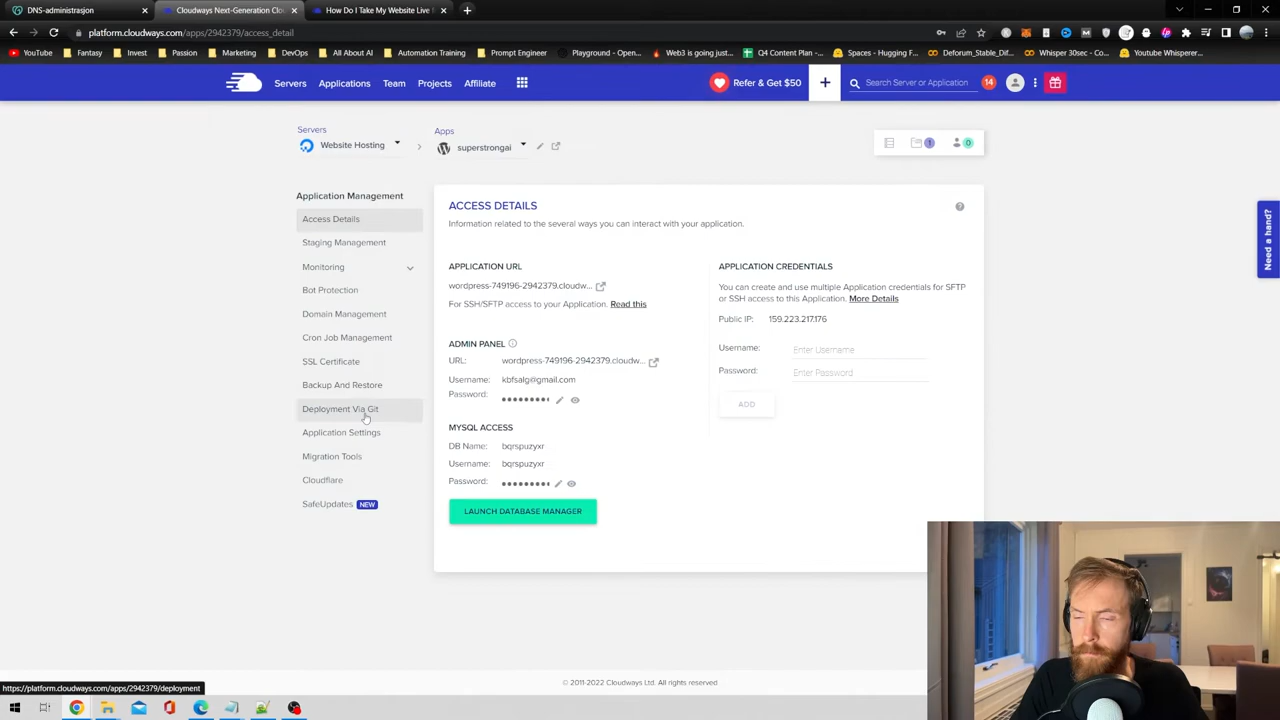 DNS-administrasjon
Cloudways Next-Generation Clou
How Do I Take My Website Live
platform.cloudways.com/apps/2942379/access_detail
YouTube
Fantasy
Invest
Passion
Marketing
DevOps
All About AI
Automation Training
Prompt Engineer
Playground - Open...
Web3 is going just...
Q4 Content Plan -...
Spaces - Hugging F...
Deforum_Stable_Dif...
Whisper 30sec - Co...
Youtube Whisperer...
Servers
Applications
Team
Projects
Affiliate
Refer & Get $50
+
Search Server or Application
14
Servers
Website Hosting
Apps
superstrongai
1
0
Application Management
Access Details
Staging Management
Monitoring
Bot Protection
Domain Management
Cron Job Management
SSL Certificate
Backup And Restore
Deployment Via Git
Application Settings
Migration Tools
Cloudflare
SafeUpdates NEW
ACCESS DETAILS
Information related to the several ways you can interact with your application.
APPLICATION URL
wordpress-749196-2942379.cloudw...
For SSH/SFTP access to your Application. Read this
ADMIN PANEL
URL: wordpress-749196-2942379.cloudw...
Username: kbfsalg@gmail.com
Password: •••••••••
MYSQL ACCESS
DB Name: bqrspuzyxr
Username: bqrspuzyxr
Password: •••••••••
LAUNCH DATABASE MANAGER
APPLICATION CREDENTIALS
You can create and use multiple Application credentials for SFTP
or SSH access to this Application. More Details
Public IP: 159.223.217.176
Username: Enter Username
Password: Enter Password
ADD
Need a hand?
© 2011-2022 Cloudways Ltd. All rights reserved
https://platform.cloudways.com/apps/2942379/deployment